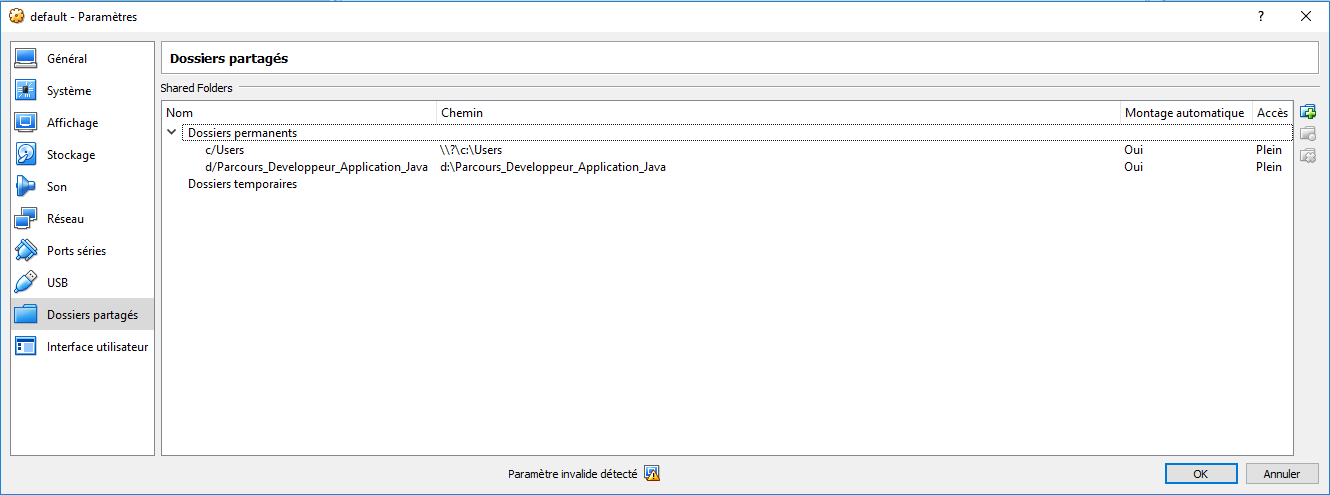 default - Paramètres
?
Général
Système
Affichage
Stockage
Son
Réseau
Ports séries
USB
Dossiers partagés
Interface utilisateur
Dossiers partagés
Shared Folders
Nom Chemin Montage automatique Accès
Dossiers permanents
c/Users \\?\c:\Users Oui Plein
d/Parcours_Developpeur_Application_Java d:\Parcours_Developpeur_Application_Java Oui Plein
Dossiers temporaires
Paramètre invalide détecté
OK Annuler